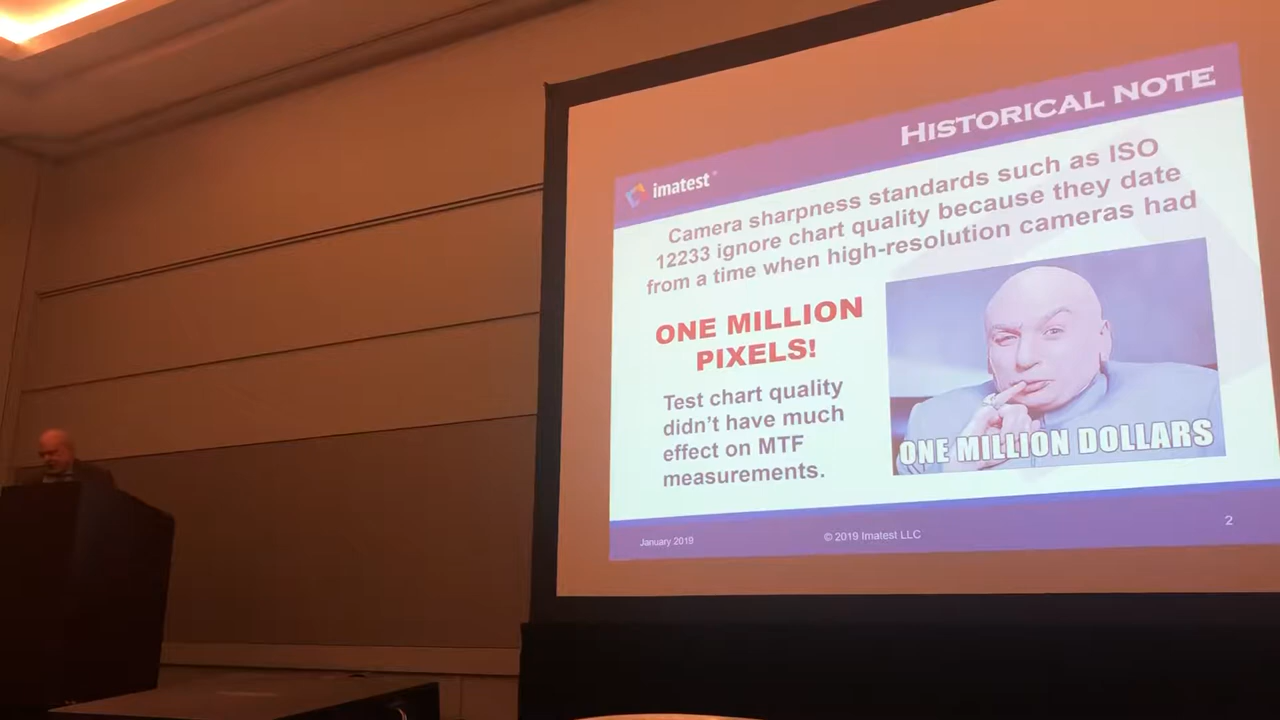 HISTORICAL NOTE
imatest
Camera sharpness standards such as ISO
12233 ignore chart quality because they date
from a time when high-resolution cameras had
ONE MILLION
PIXELS!
Test chart quality
didn't have much
effect on MTF
measurements.
ONE MILLION DOLLARS
January 2019
© 2019 Imatest LLC
2